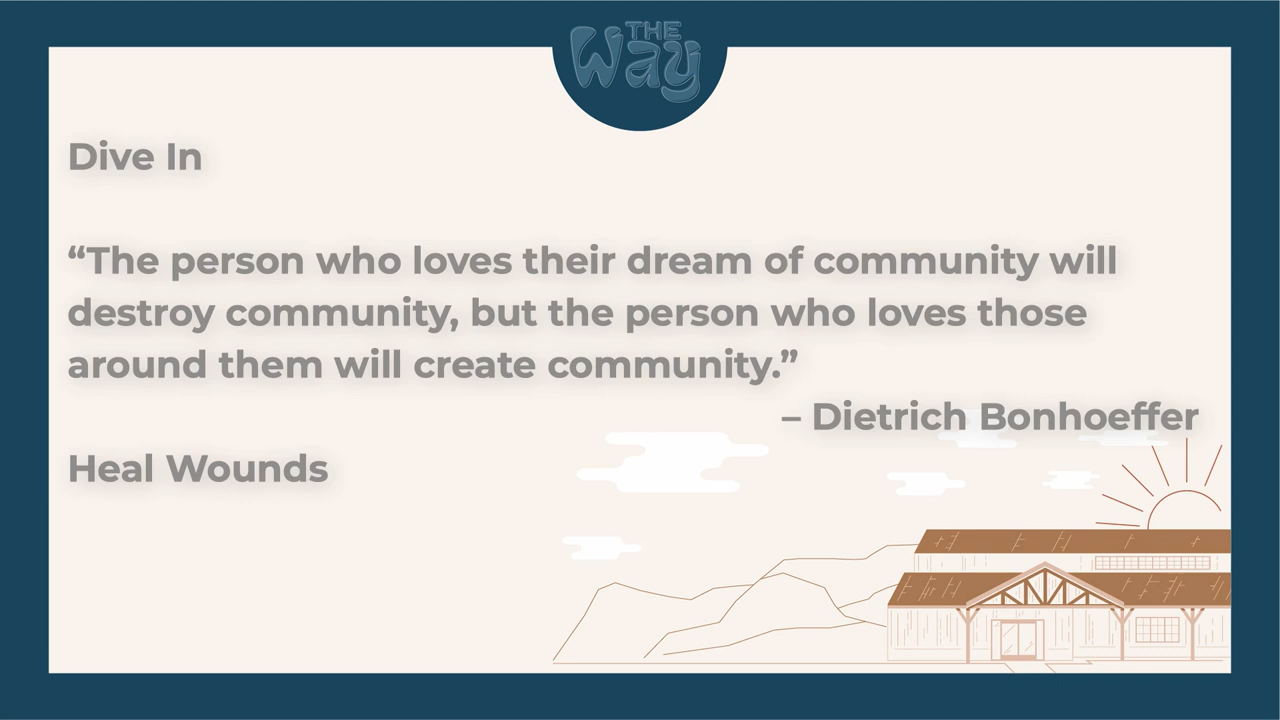 THE
Way
Dive In
“The person who loves their dream of community will
destroy community, but the person who loves those
around them will create community.”
– Dietrich Bonhoeffer
Heal Wounds